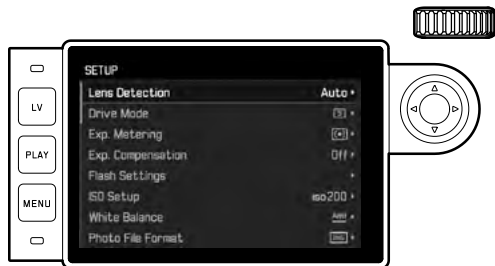 SETUP
Lens Detection Auto
Drive Mode S
Exp. Metering
Exp. Compensation Off
Flash Settings
ISO Setup ISO200
White Balance
Photo File Format DNG
LV
PLAY
MENU